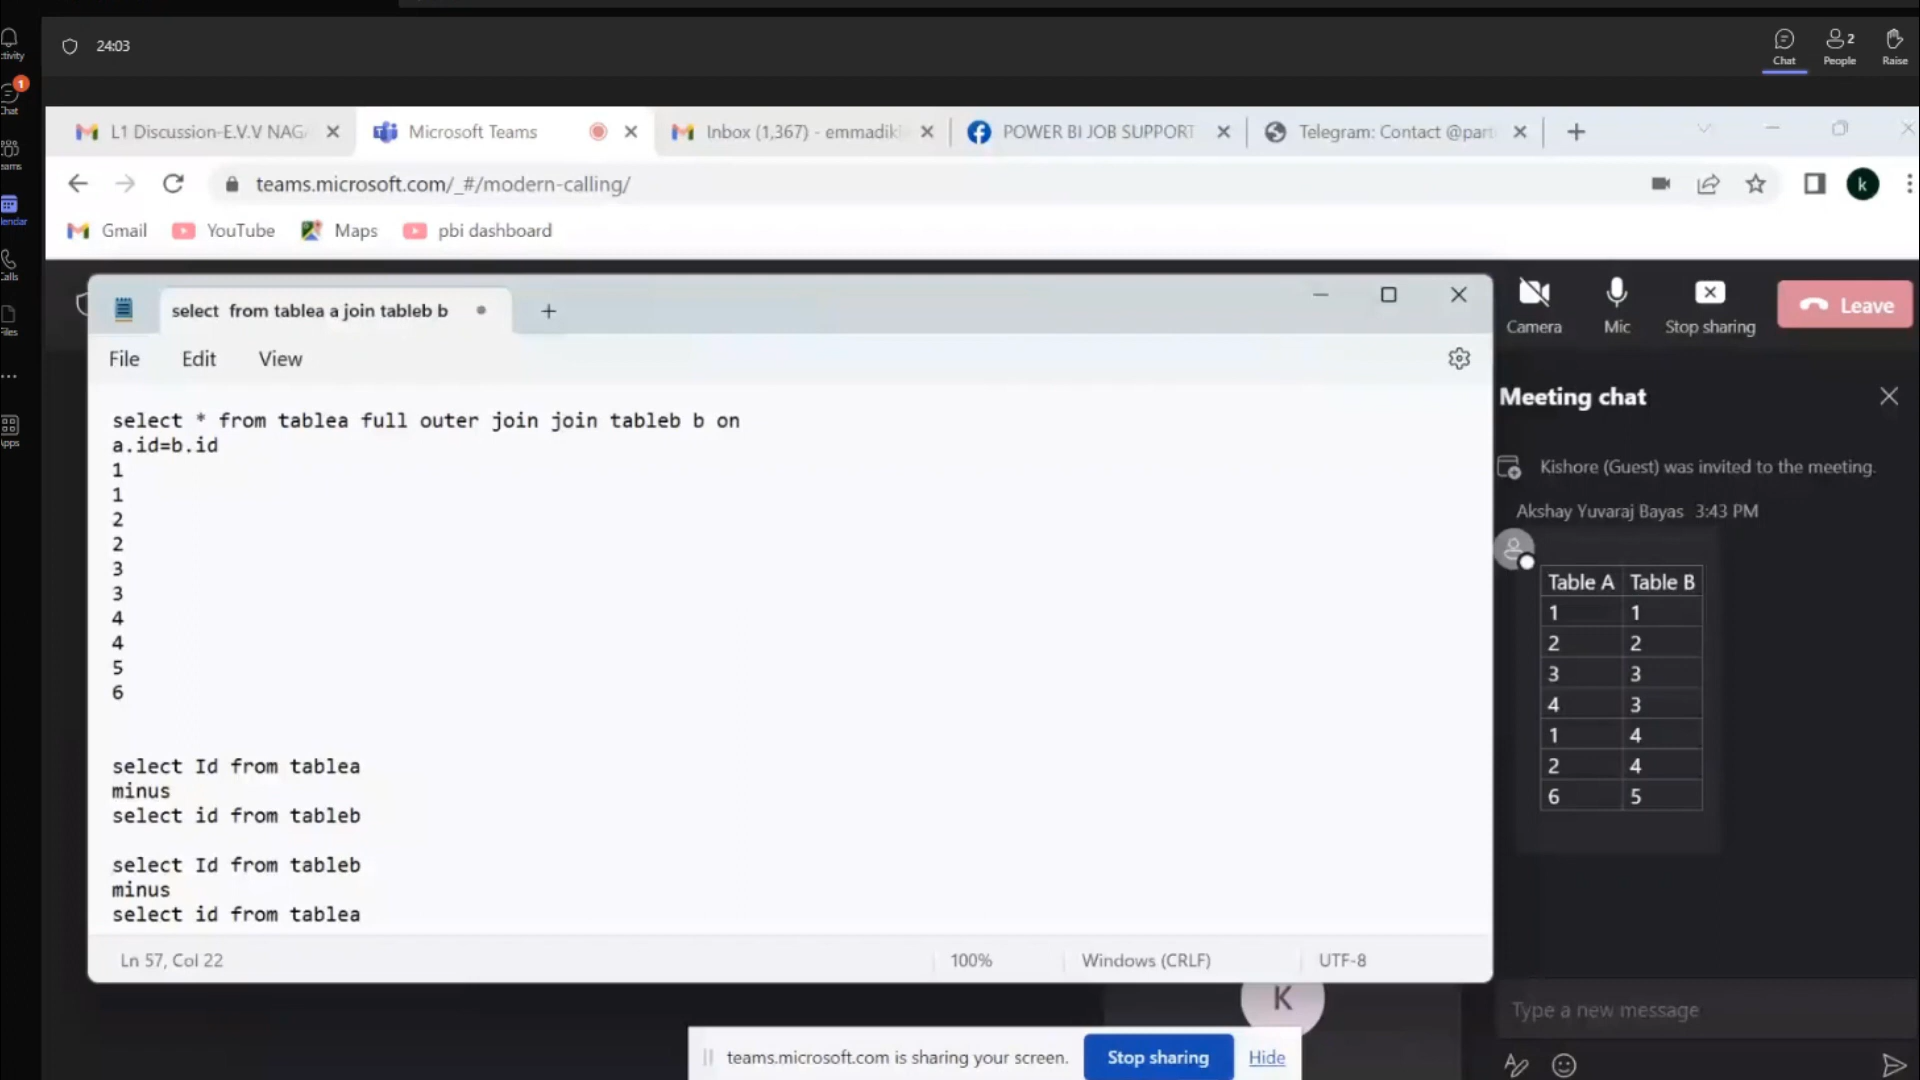 24:03
Chat
2
People
Raise
1
L1 Discussion-E.V.V NAG
Microsoft Teams
Inbox (1,367) - emmadik
POWER BI JOB SUPPORT
Telegram: Contact @part
teams.microsoft.com/_#/modern-calling/
k
Gmail
YouTube
Maps
pbi dashboard
select  from tablea a join tableb b
Camera
Mic
Stop sharing
Leave
File
Edit
View
Meeting chat
select * from tablea full outer join join tableb b on
a.id=b.id
1
1
2
2
3
3
4
4
5
6
select Id from tablea
minus
select id from tableb
select Id from tableb
minus
select id from tablea
Kishore (Guest) was invited to the meeting.
Akshay Yuvaraj Bayas 3:43 PM
Table A Table B
1 1
2 2
3 3
4 3
1 4
2 4
6 5
Ln 57, Col 22
100%
Windows (CRLF)
UTF-8
K
Type a new message
teams.microsoft.com is sharing your screen.
Stop sharing
Hide